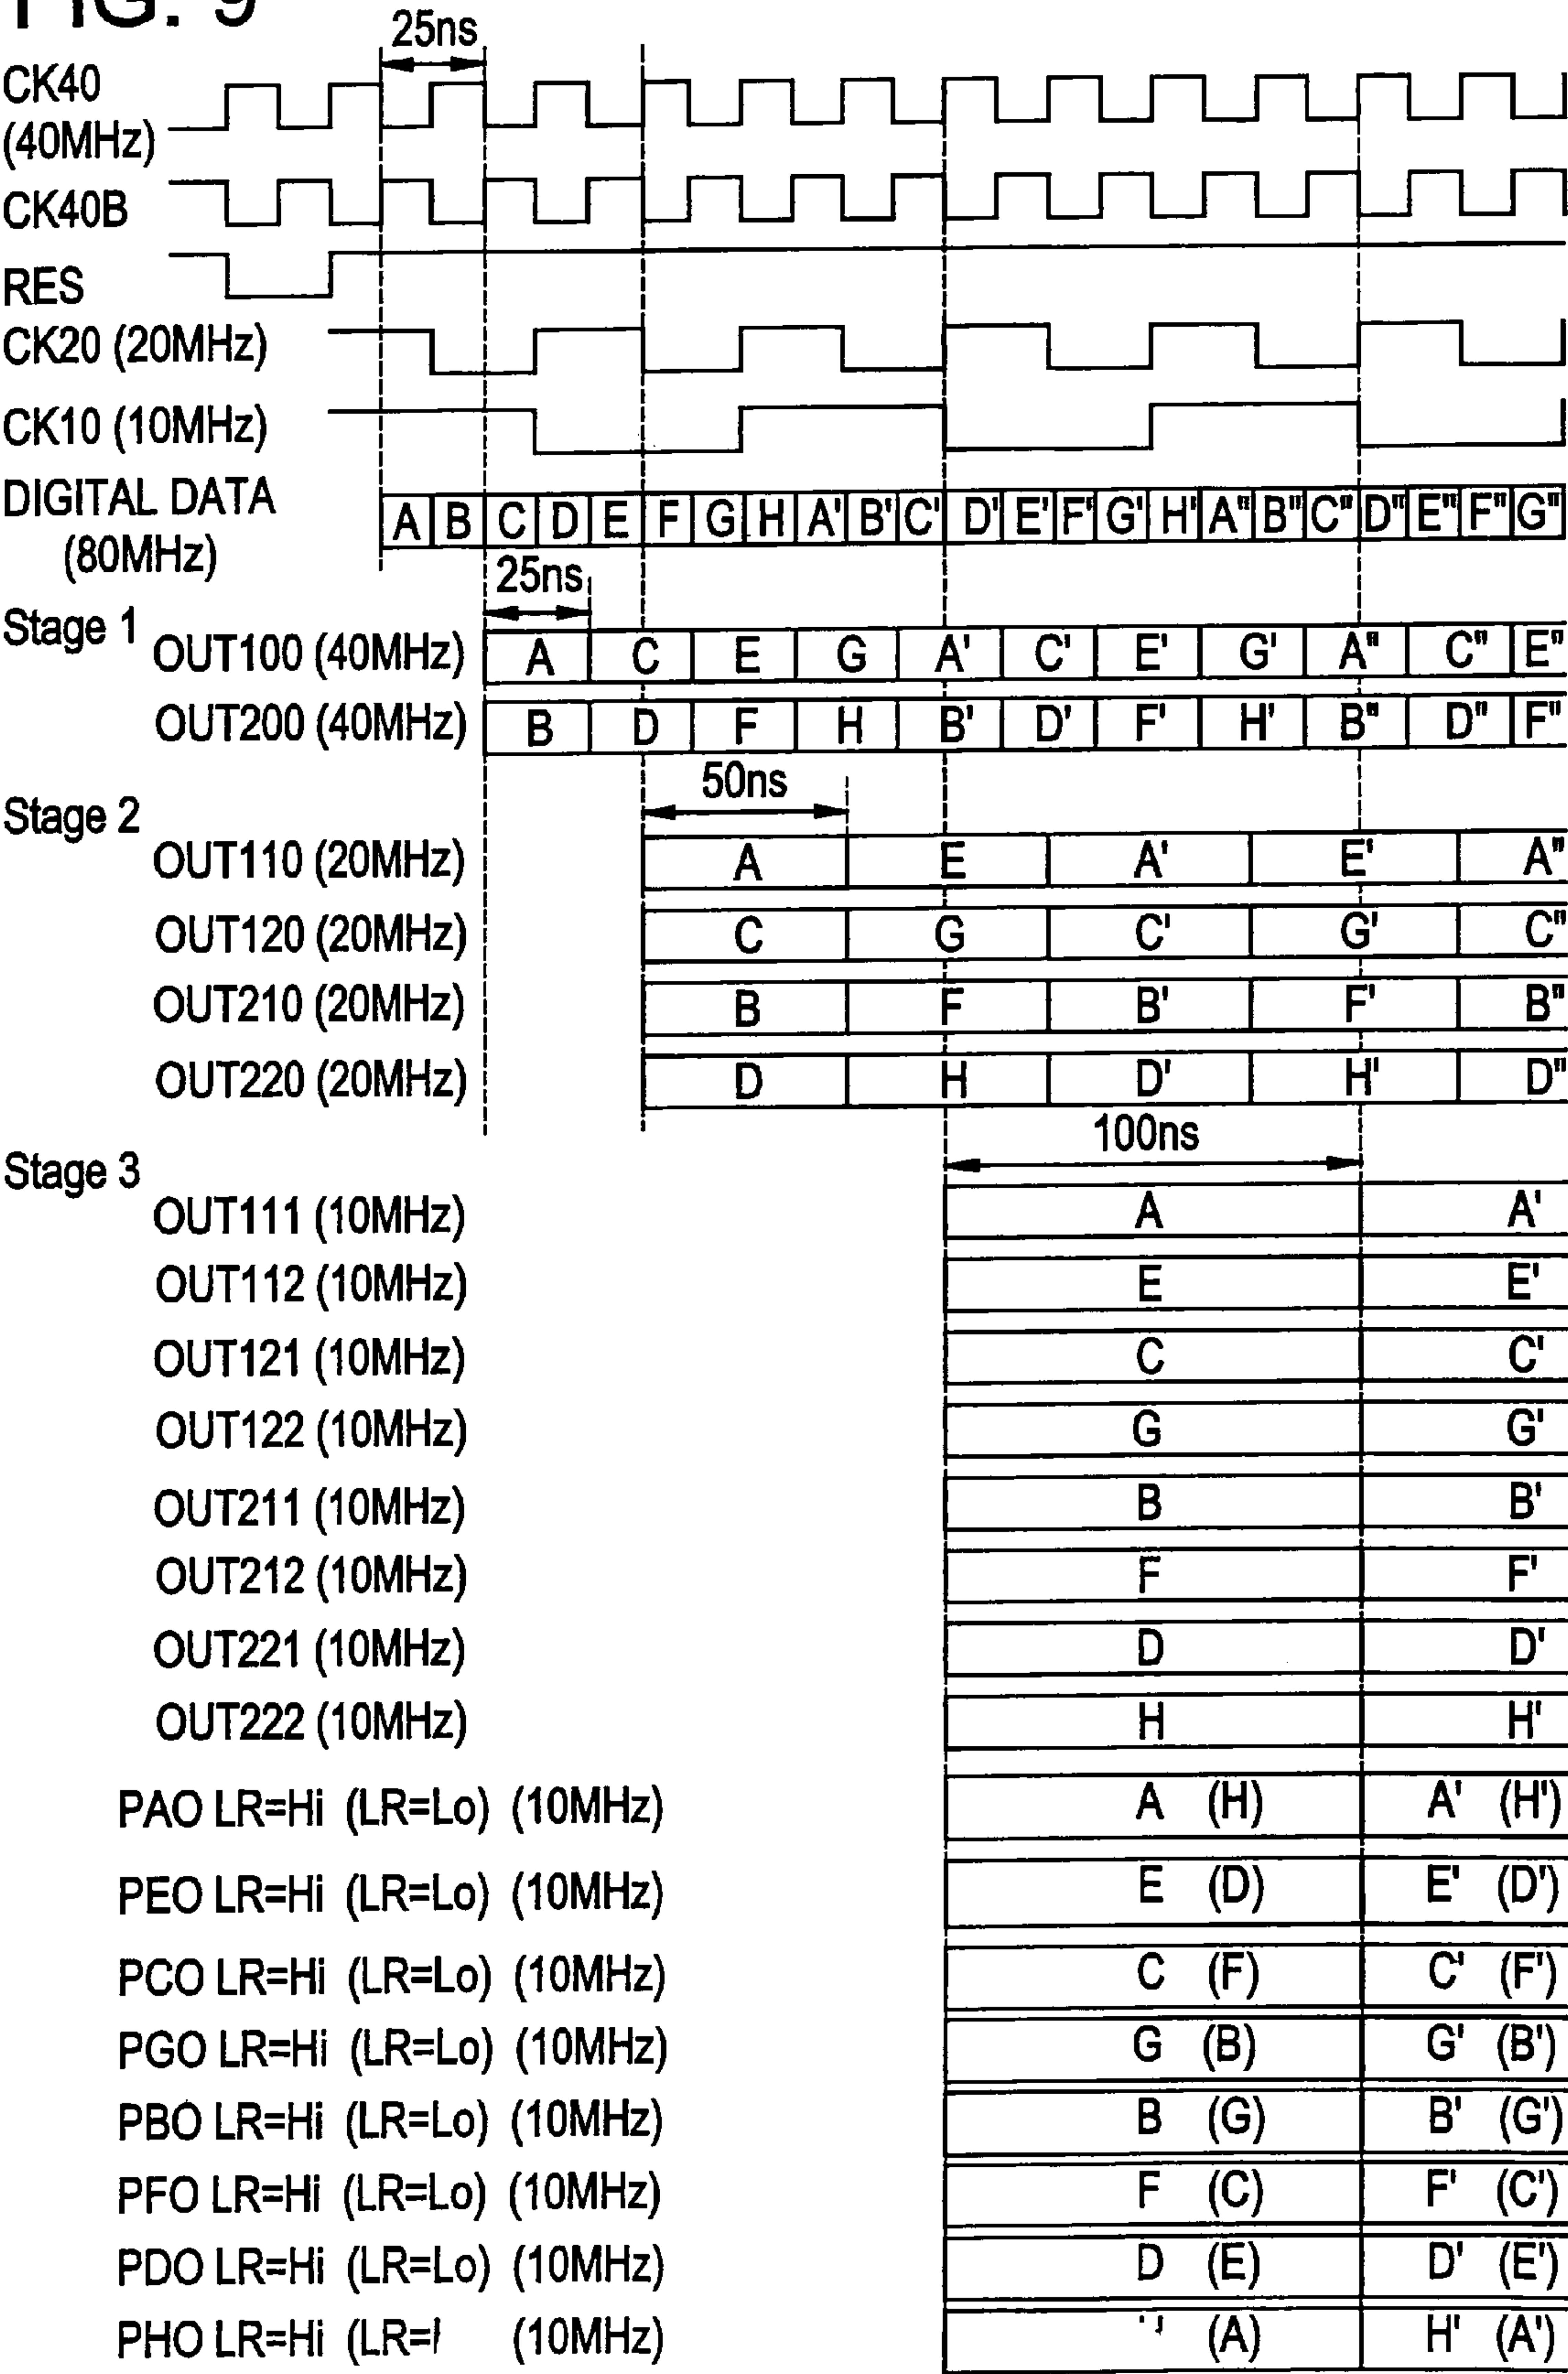 FIG. 9
25ns
CK40
(40MHz)
CK40B
RES
CK20 (20MHz)
CK10 (10MHz)
DIGITAL DATA
(80MHz)
A B C D E F G H A' B' C' D' E' F' G' H' A" B" C" D" E" F" G"
25ns
Stage 1
OUT100 (40MHz) A C E G A' C' E' G' A" C" E"
OUT200 (40MHz) B D F H B' D' F' H' B" D" F"
50ns
Stage 2
OUT110 (20MHz) A E A' E' A"
OUT120 (20MHz) C G C' G' C"
OUT210 (20MHz) B F B' F' B"
OUT220 (20MHz) D H D' H' D"
100ns
Stage 3
OUT111 (10MHz) A A'
OUT112 (10MHz) E E'
OUT121 (10MHz) C C'
OUT122 (10MHz) G G'
OUT211 (10MHz) B B'
OUT212 (10MHz) F F'
OUT221 (10MHz) D D'
OUT222 (10MHz) H H'
PAO LR=Hi (LR=Lo) (10MHz) A (H) A' (H')
PEO LR=Hi (LR=Lo) (10MHz) E (D) E' (D')
PCO LR=Hi (LR=Lo) (10MHz) C (F) C' (F')
PGO LR=Hi (LR=Lo) (10MHz) G (B) G' (B')
PBO LR=Hi (LR=Lo) (10MHz) B (G) B' (G')
PFO LR=Hi (LR=Lo) (10MHz) F (C) F' (C')
PDO LR=Hi (LR=Lo) (10MHz) D (E) D' (E')
PHO LR=Hi (LR= (10MHz) (A) H' (A')